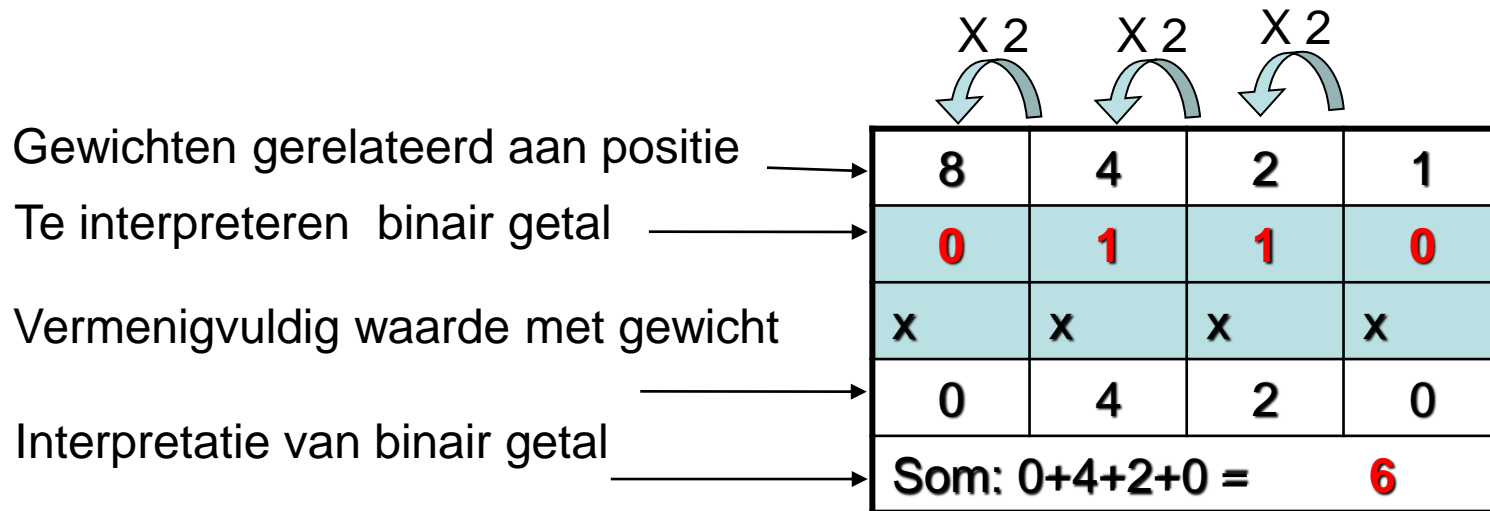 X 2 X 2 X 2
Gewichten gerelateerd aan positie
8 4 2 1
Te interpreteren binair getal
0 1 1 0
Vermenigvuldig waarde met gewicht
x x x x
0 4 2 0
Interpretatie van binair getal
Som: 0+4+2+0 = 6